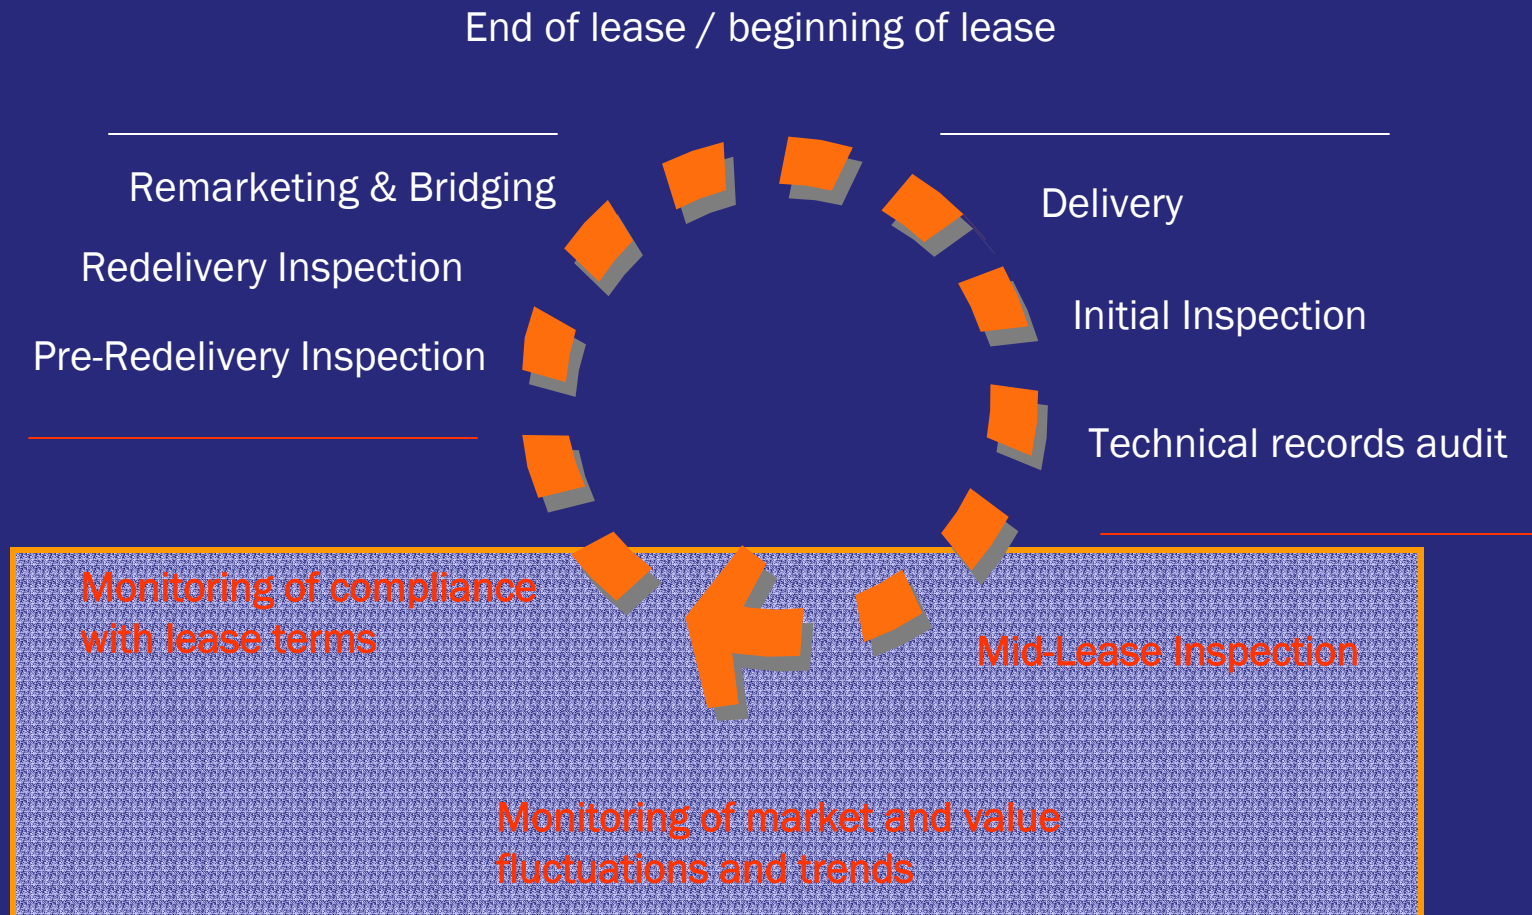 End of lease / beginning of lease
Remarketing & Bridging
Redelivery Inspection
Pre-Redelivery Inspection
Delivery
Initial Inspection
Technical records audit
Monitoring of compliance
with lease terms
Mid-Lease Inspection
Monitoring of market and value
fluctuations and trends